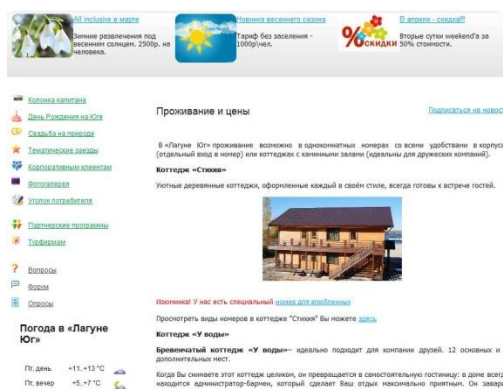 All inclusive в марте
Зимние развлечения под
весенним солнцем. 2500р. на
человека.
Новинка весеннего сезона
Тариф без заселения -
1000р\чел.
% скидки
В апреле - скидка!!!
Вторые сутки weekend'а за
50% стоимости.
Колонка капитана
День Рождения на Юге
Свадьба на природе
Тематические заезды
Корпоративным клиентам
Фотогалерея
Уголок потребителя
Партнерские программы
Турфирмам
Вопросы
Форум
Опросы
Погода в «Лагуне
Юг»
Пт, день +11..+13 °C
Пт, вечер +5..+7 °C
Проживание и цены
Подписаться на новост
В «Лагуне Юг» проживание возможно в однокомнатных номерах со всеми удобствами в корпуса
(отдельный вход в номер) или коттеджах с каминными залами (идеальны для дружеских компаний).
Коттедж «Стихия»
Уютные деревянные коттеджи, оформленные каждый в своём стиле, всегда готовы к встрече гостей.
Изюминка! У нас есть специальный номер для влюбленных
Просмотреть виды номеров в коттедже "Стихия" Вы можете здесь
Коттедж «У воды»
Бревенчатый коттедж «У воды»– идеально подходит для компании друзей. 12 основных и
дополнительных мест.
Когда Вы снимаете этот коттедж целиком, он превращается в самостоятельную гостиницу: в доме всегд
находится администратор-бармен, который сделает Ваш отдых максимально приятным. Он